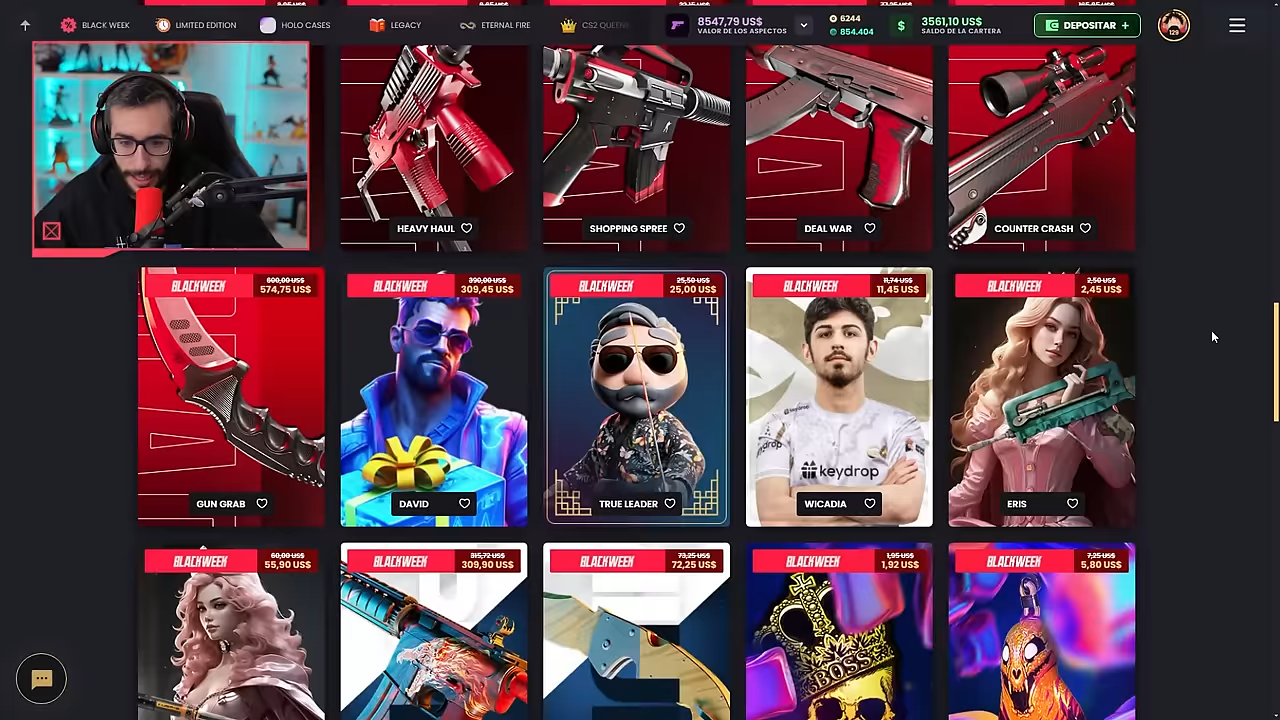 BLACK WEEK
LIMITED EDITION
HOLO CASES
LEGACY
ETERNAL FIRE
CS2 QUEENS
8547,79 US$
VALOR DE LOS ASPECTOS
6244
854.404
$
3561,10 US$
SALDO DE LA CARTERA
DEPOSITAR +
129
HEAVY HAUL
SHOPPING SPREE
DEAL WAR
COUNTER CRASH
BLACKWEEK
600,00 US$
574,75 US$
BLACKWEEK
390,00 US$
309,45 US$
BLACKWEEK
25,50 US$
25,00 US$
BLACKWEEK
11,74 US$
11,45 US$
BLACKWEEK
2,50 US$
2,45 US$
keydrop
keydrop
GUN GRAB
DAVID
TRUE LEADER
WICADIA
ERIS
BLACKWEEK
60,00 US$
55,90 US$
BLACKWEEK
315,72 US$
309,90 US$
BLACKWEEK
73,25 US$
72,25 US$
BLACKWEEK
1,95 US$
1,92 US$
BLACKWEEK
7,25 US$
5,80 US$
BOSS